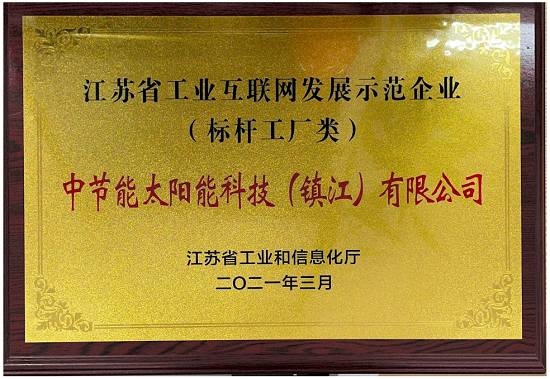 江苏省工业互联网发展示范企业
（标杆工厂类）
中节能太阳能科技（镇江）有限公司
江苏省工业和信息化厅
二〇二一年三月